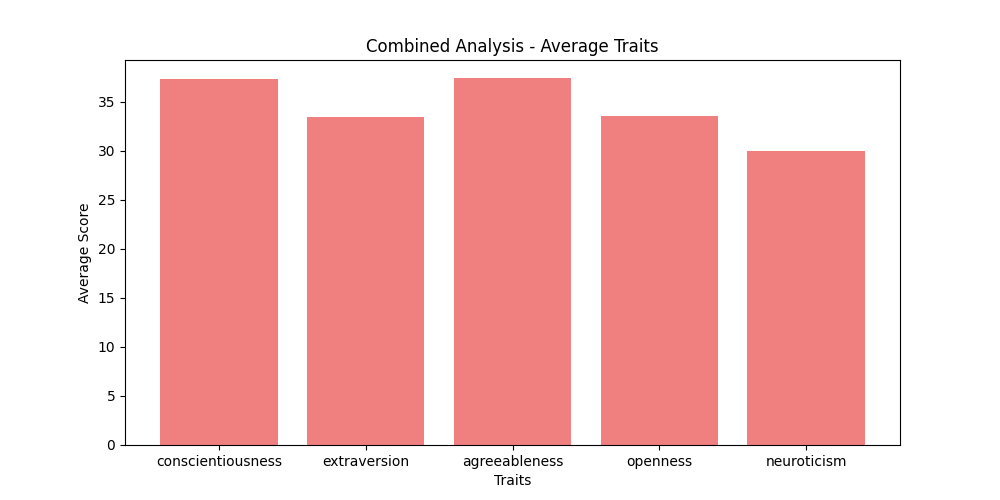 Combined Analysis - Average Traits
Average Score
35
30
25
20
15
10
5
0
conscientiousness extraversion agreeableness openness neuroticism
Traits